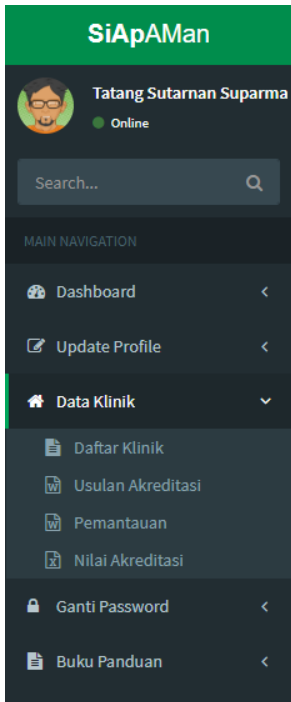 SiApAMan
Tatang Sutarnan Suparma
Online
Search...
MAIN NAVIGATION
Dashboard
Update Profile
Data Klinik
Daftar Klinik
Usulan Akreditasi
Pemantauan
Nilai Akreditasi
Ganti Password
Buku Panduan